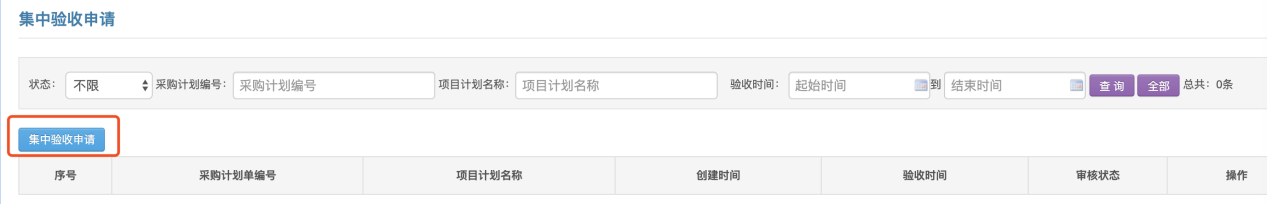 集中验收申请
状态： 不限 采购计划编号： 采购计划编号 项目计划名称： 项目计划名称 验收时间： 起始时间 到 结束时间 查 询 全部 总共：0条
集中验收申请
序号 采购计划单编号 项目计划名称 创建时间 验收时间 审核状态 操作